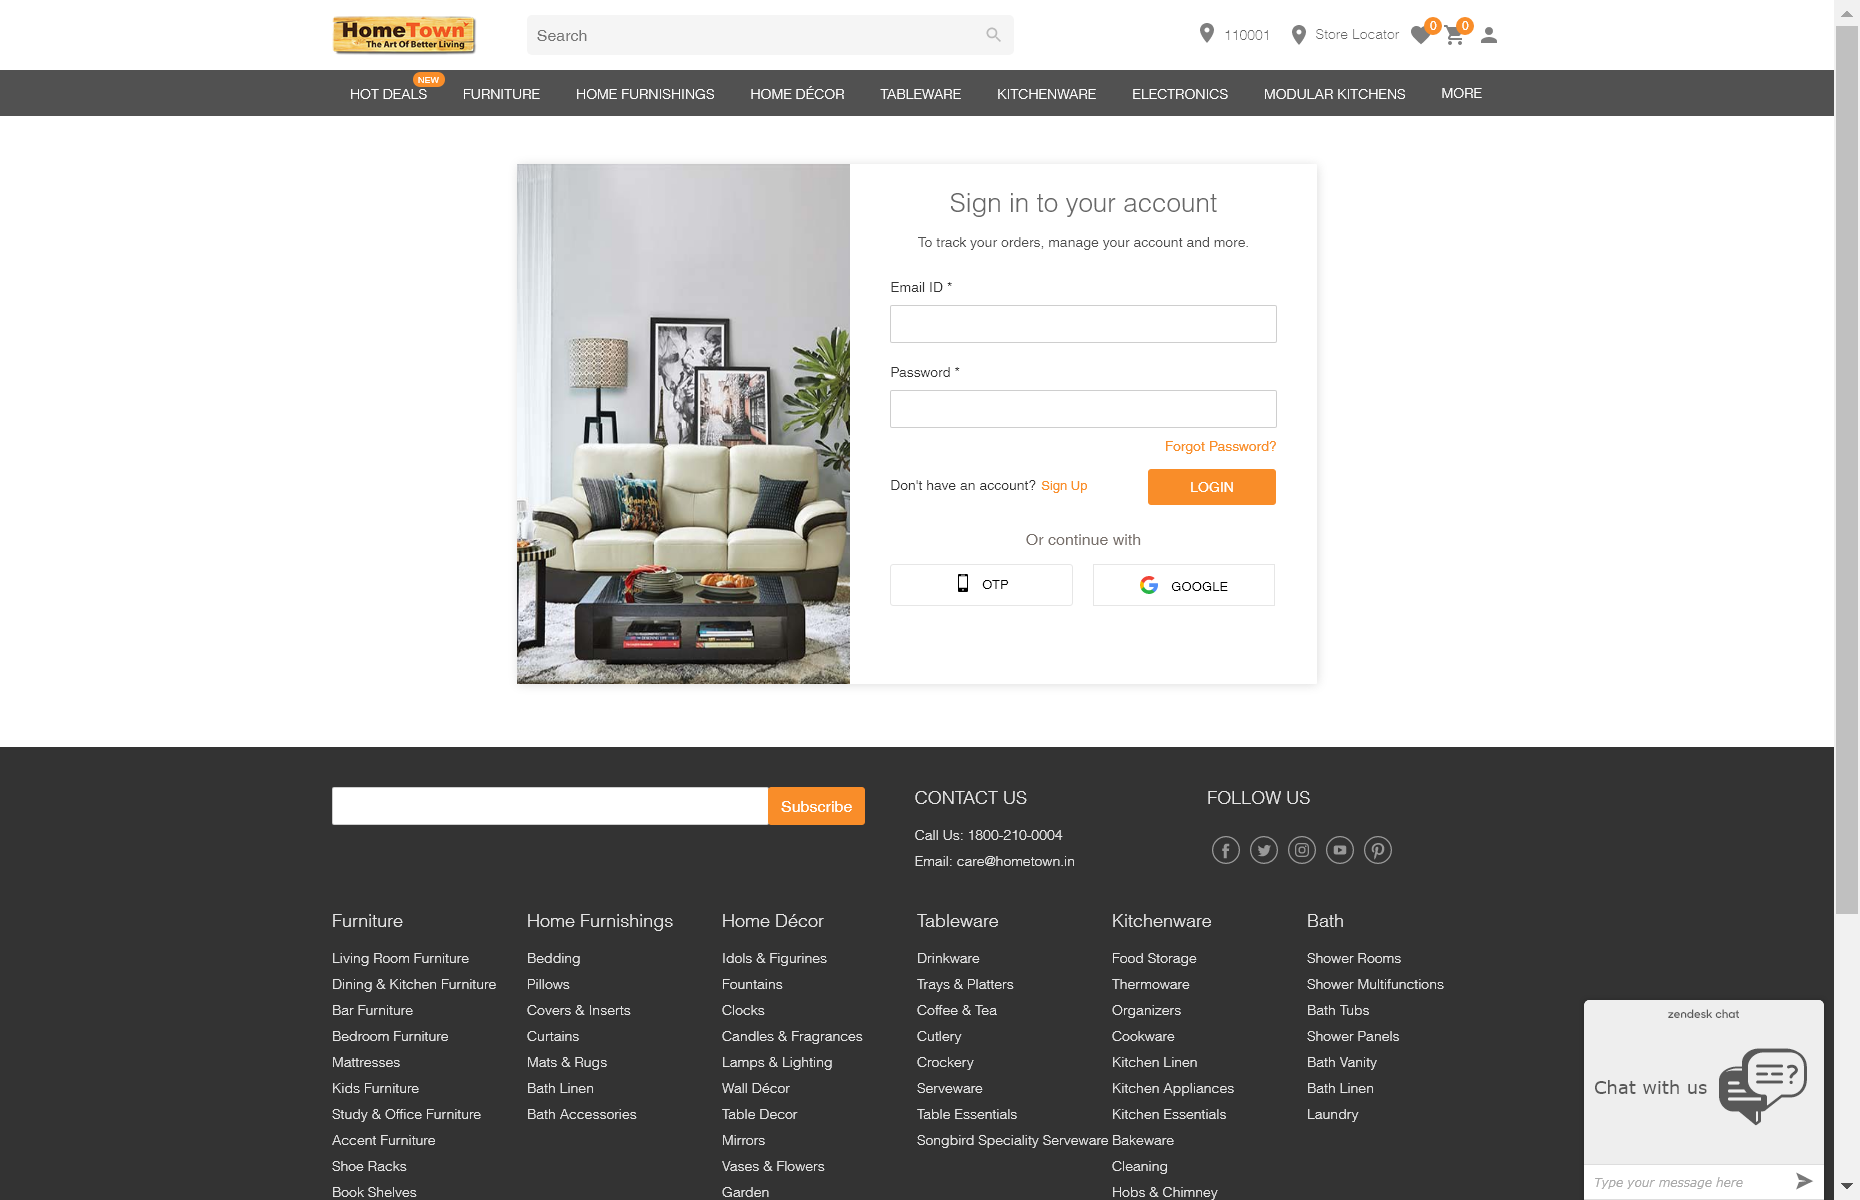 HomeTown
The Art Of Better Living
Search
110001
Store Locator
0
0
HOT DEALS
NEW
FURNITURE
HOME FURNISHINGS
HOME DÉCOR
TABLEWARE
KITCHENWARE
ELECTRONICS
MODULAR KITCHENS
MORE
Sign in to your account
To track your orders, manage your account and more.
Email ID *
Password *
Forgot Password?
Don't have an account? Sign Up
LOGIN
Or continue with
OTP
GOOGLE
Subscribe
CONTACT US
Call Us: 1800-210-0004
Email: care@hometown.in
FOLLOW US
Furniture
Living Room Furniture
Dining & Kitchen Furniture
Bar Furniture
Bedroom Furniture
Mattresses
Kids Furniture
Study & Office Furniture
Accent Furniture
Shoe Racks
Book Shelves
Home Furnishings
Bedding
Pillows
Covers & Inserts
Curtains
Mats & Rugs
Bath Linen
Bath Accessories
Home Décor
Idols & Figurines
Fountains
Clocks
Candles & Fragrances
Lamps & Lighting
Wall Décor
Table Decor
Mirrors
Vases & Flowers
Garden
Tableware
Drinkware
Trays & Platters
Coffee & Tea
Cutlery
Crockery
Serveware
Table Essentials
Songbird Speciality Serveware
Kitchenware
Food Storage
Thermoware
Organizers
Cookware
Kitchen Linen
Kitchen Appliances
Kitchen Essentials
Bakeware
Cleaning
Hobs & Chimney
Bath
Shower Rooms
Shower Multifunctions
Bath Tubs
Shower Panels
Bath Vanity
Bath Linen
Laundry
zendesk chat
Chat with us
Type your message here